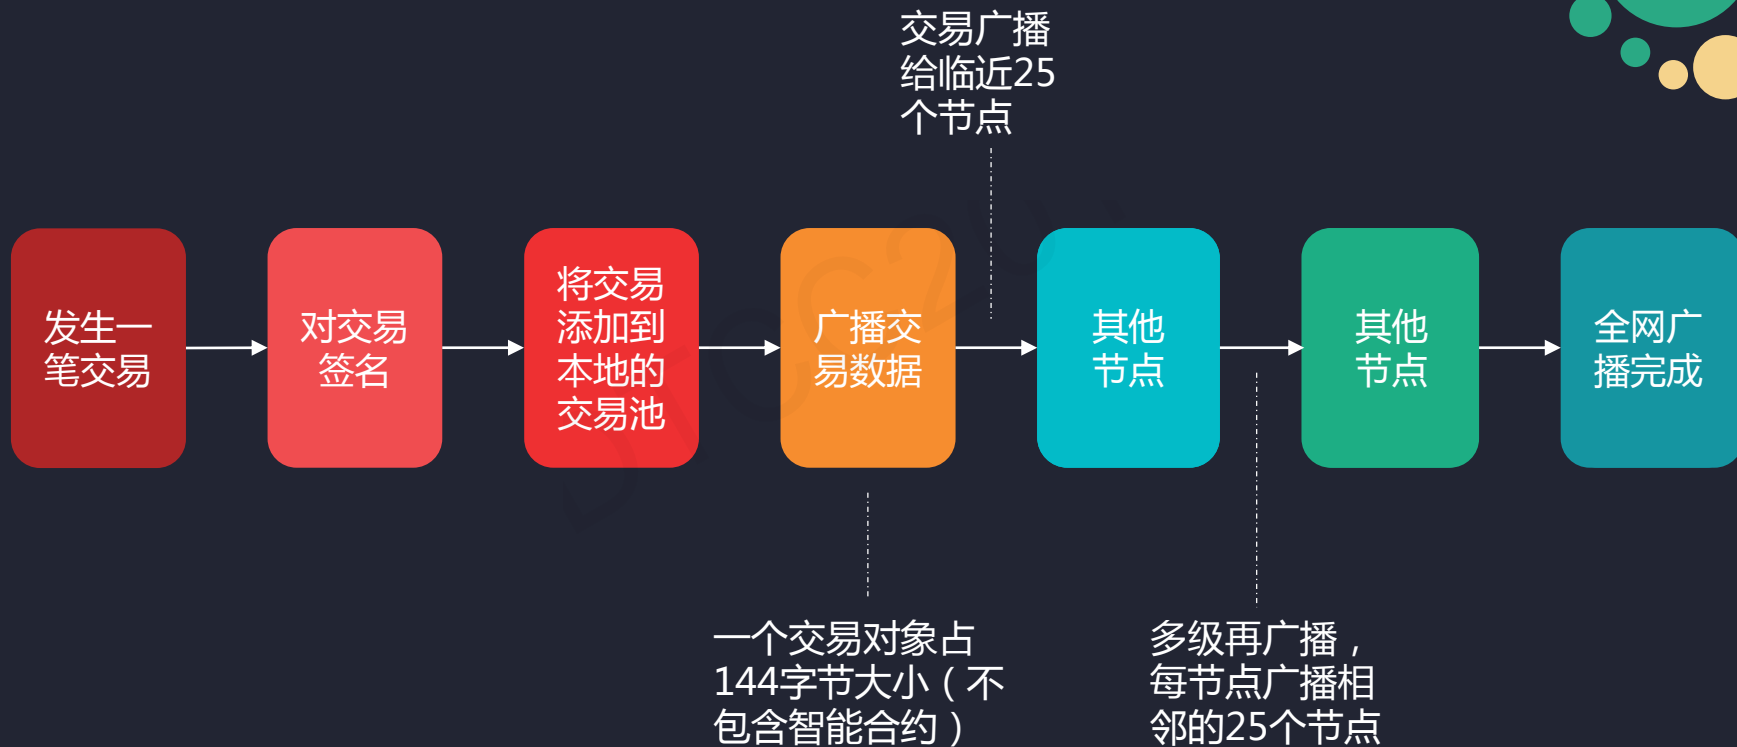 交易广播
给临近25
个节点
发生一
笔交易
对交易
签名
将交易
添加到
本地的
交易池
广播交
易数据
其他
节点
其他
节点
全网广
播完成
一个交易对象占
144字节大小（不
包含智能合约）
多级再广播，
每节点广播相
邻的25个节点